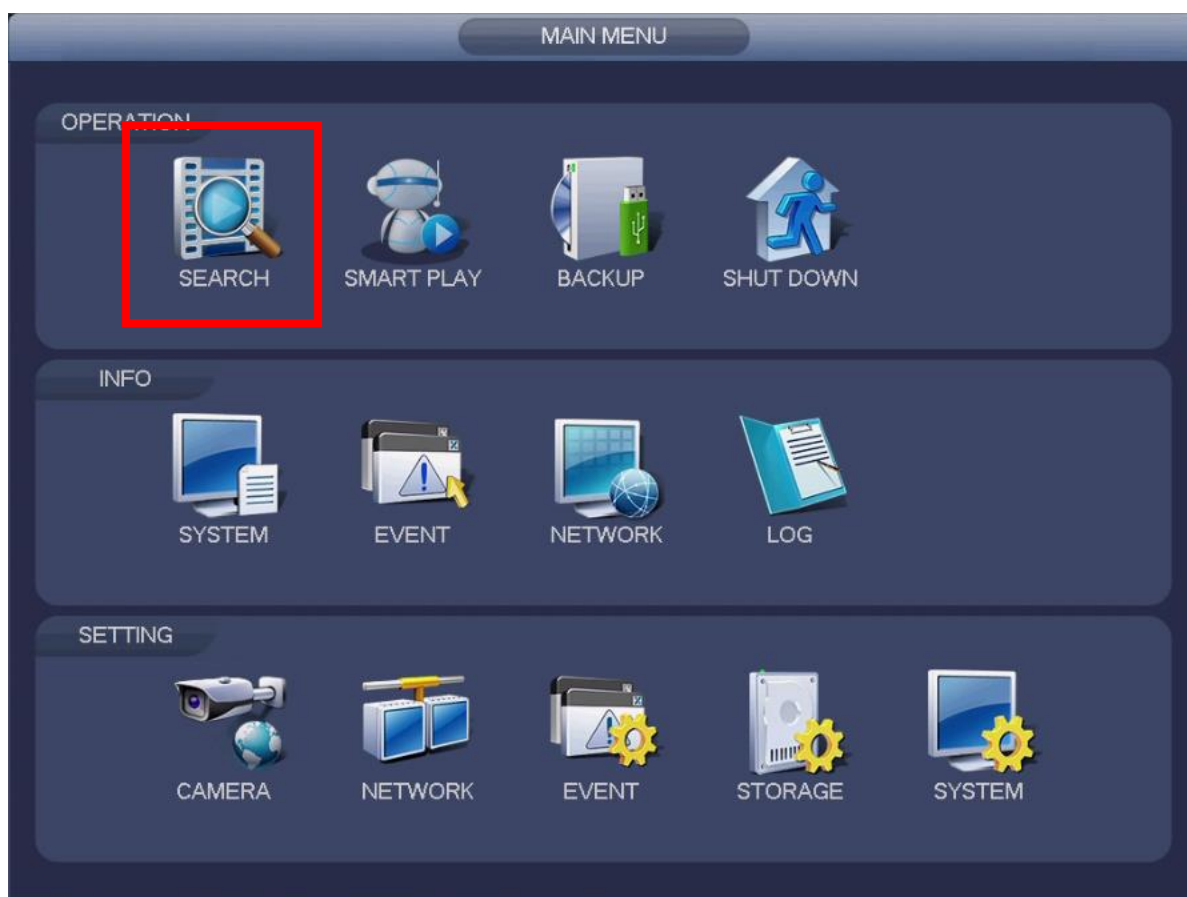 MAIN MENU
OPERATION
SEARCH SMART PLAY BACKUP SHUT DOWN
INFO
SYSTEM EVENT NETWORK LOG
SETTING
CAMERA NETWORK EVENT STORAGE SYSTEM